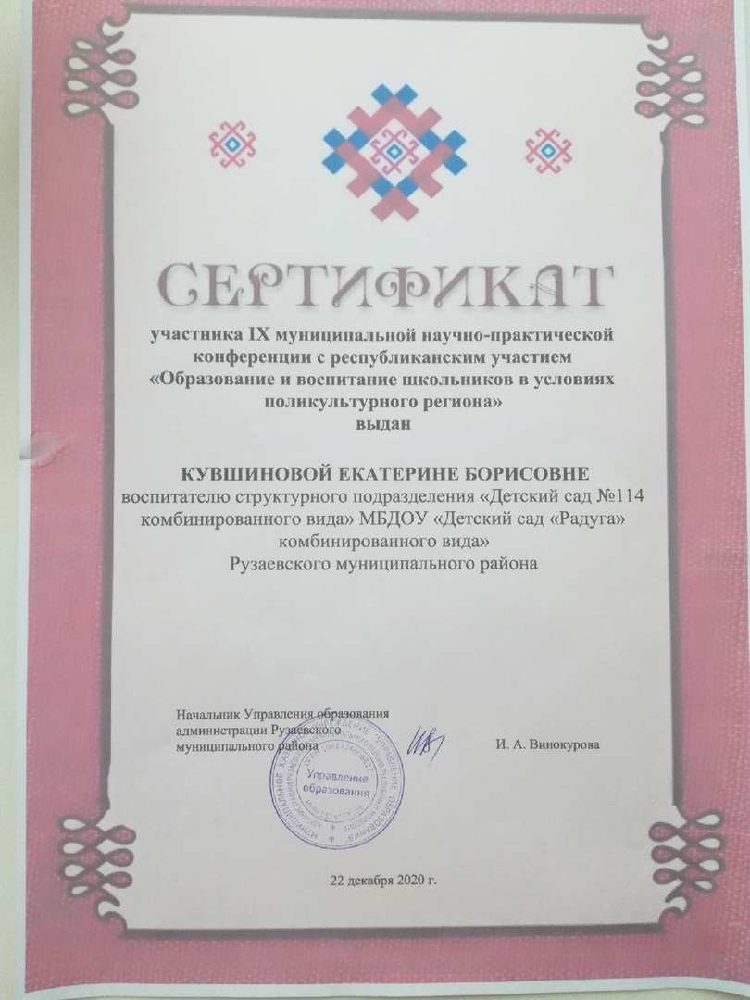 СЕРТИФИКАТ
участника IX муниципальной научно-практической
конференции с республиканским участием
«Образование и воспитание школьников в условиях
поликультурного региона»
выдан
КУВШИНОВОЙ ЕКАТЕРИНЕ БОРИСОВНЕ
воспитателю структурного подразделения «Детский сад №114
комбинированного вида» МБДОУ «Детский сад «Радуга»
комбинированного вида»
Рузаевского муниципального района
Начальник Управления образования
администрации Рузаевского
муниципального района
И. А. Винокурова
Управление
образования
22 декабря 2020 г.